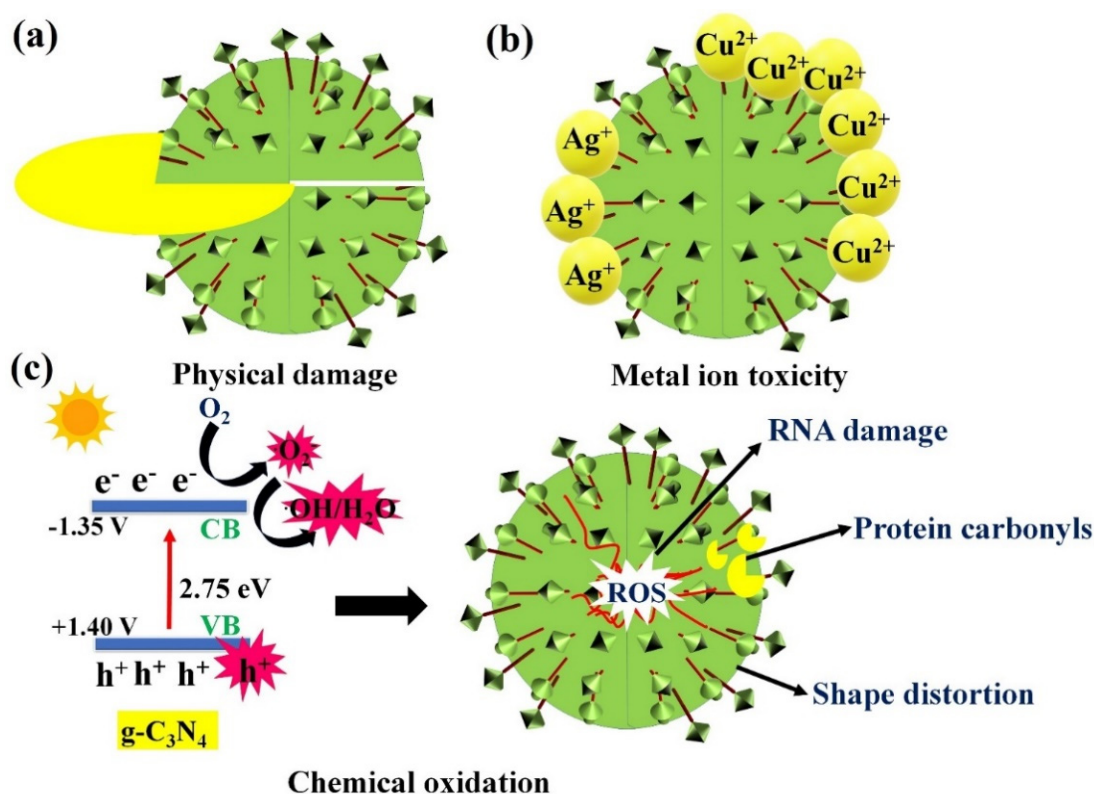 (a)
Physical damage
(b)
Cu²⁺
Cu²⁺
Cu²⁺
Cu²⁺
Cu²⁺
Cu²⁺
Ag⁺
Ag⁺
Ag⁺
Metal ion toxicity
(c)
O₂
·O₂⁻
·OH/H₂O
e⁻ e⁻ e⁻
-1.35 V
CB
2.75 eV
+1.40 V
VB
h⁺ h⁺ h⁺ h⁺
g-C₃N₄
ROS
RNA damage
Protein carbonyls
Shape distortion
Chemical oxidation